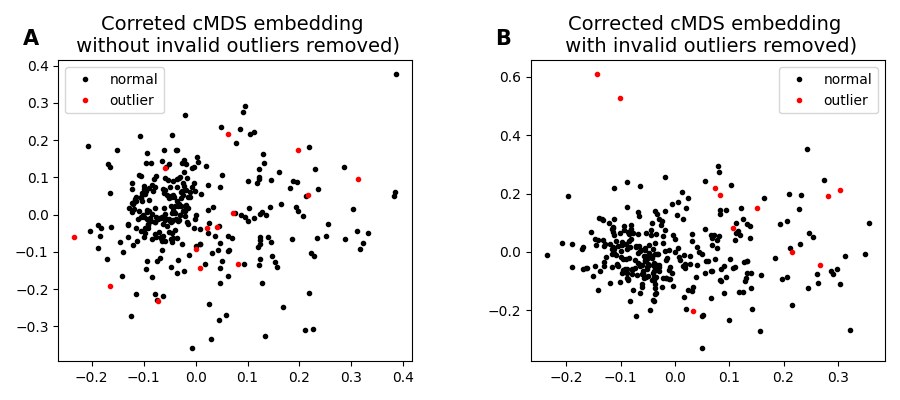 A
Correted cMDS embedding
without invalid outliers removed)
normal
outlier
0.4
0.3
0.2
0.1
0.0
−0.1
−0.2
−0.3
−0.2 −0.1 0.0 0.1 0.2 0.3 0.4
B
Corrected cMDS embedding
with invalid outliers removed)
normal
outlier
0.6
0.4
0.2
0.0
−0.2
−0.2 −0.1 0.0 0.1 0.2 0.3